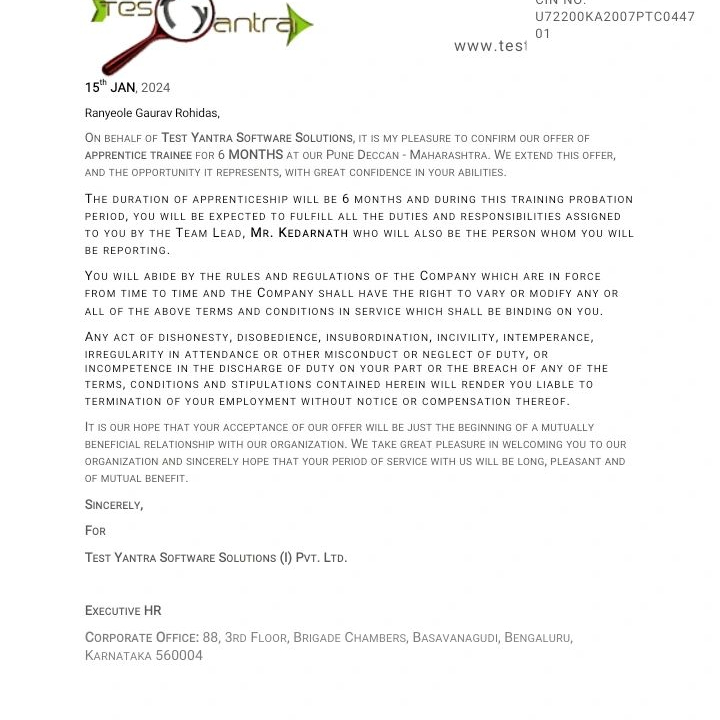 Test
Yantra
CIN NO.
U72200KA2007PTC0447
01
www.test
15th JAN, 2024
Ranyeole Gaurav Rohidas,
On behalf of Test Yantra Software Solutions, it is my pleasure to confirm our offer of
apprentice trainee for 6 MONTHS at our Pune Deccan - Maharashtra. We extend this offer,
and the opportunity it represents, with great confidence in your abilities.
The duration of apprenticeship will be 6 months and during this training probation
period, you will be expected to fulfill all the duties and responsibilities assigned
to you by the Team Lead, Mr. Kedarnath who will also be the person whom you will
be reporting.
You will abide by the rules and regulations of the Company which are in force
from time to time and the Company shall have the right to vary or modify any or
all of the above terms and conditions in service which shall be binding on you.
Any act of dishonesty, disobedience, insubordination, incivility, intemperance,
irregularity in attendance or other misconduct or neglect of duty, or
incompetence in the discharge of duty on your part or the breach of any of the
terms, conditions and stipulations contained herein will render you liable to
termination of your employment without notice or compensation thereof.
It is our hope that your acceptance of our offer will be just the beginning of a mutually
beneficial relationship with our organization. We take great pleasure in welcoming you to our
organization and sincerely hope that your period of service with us will be long, pleasant and
of mutual benefit.
Sincerely,
For
Test Yantra Software Solutions (I) Pvt. Ltd.
Executive HR
Corporate Office: 88, 3rd Floor, Brigade Chambers, Basavanagudi, Bengaluru,
Karnataka 560004